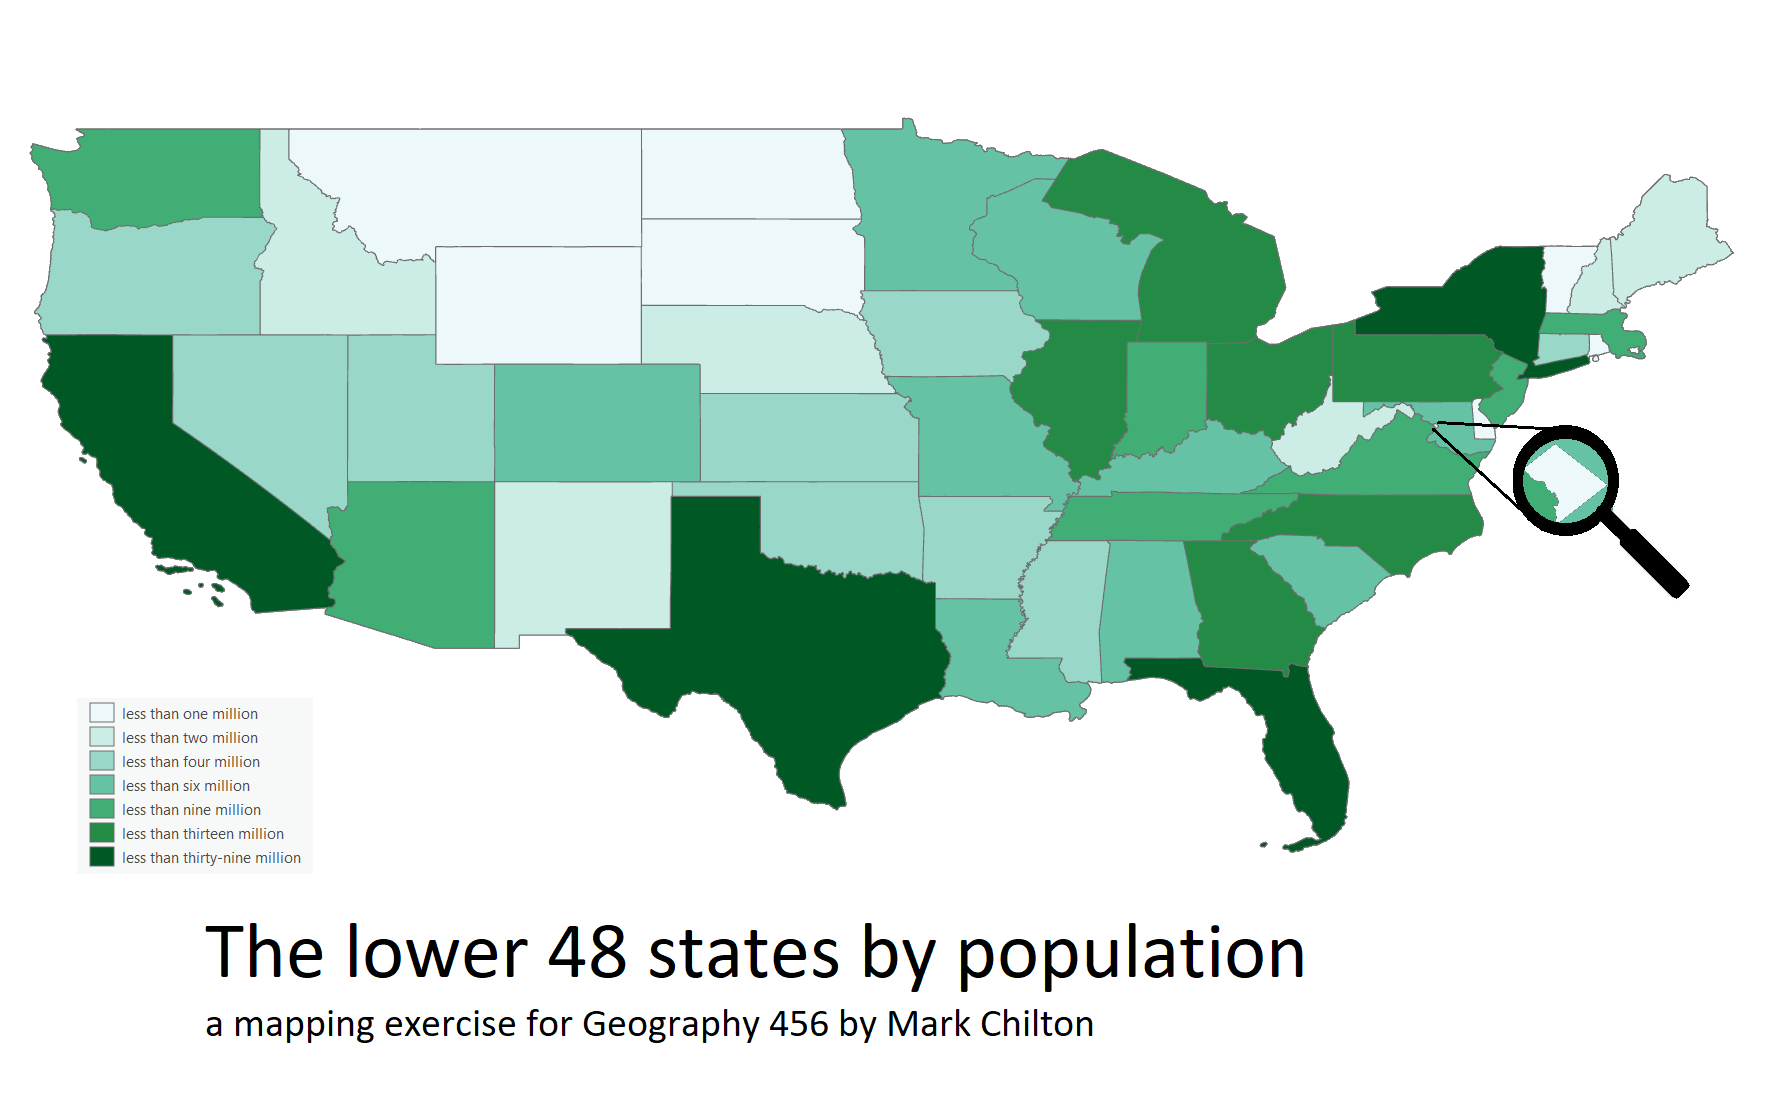 less than one million
less than two million
less than four million
less than six million
less than nine million
less than thirteen million
less than thirty-nine million
The lower 48 states by population
a mapping exercise for Geography 456 by Mark Chilton